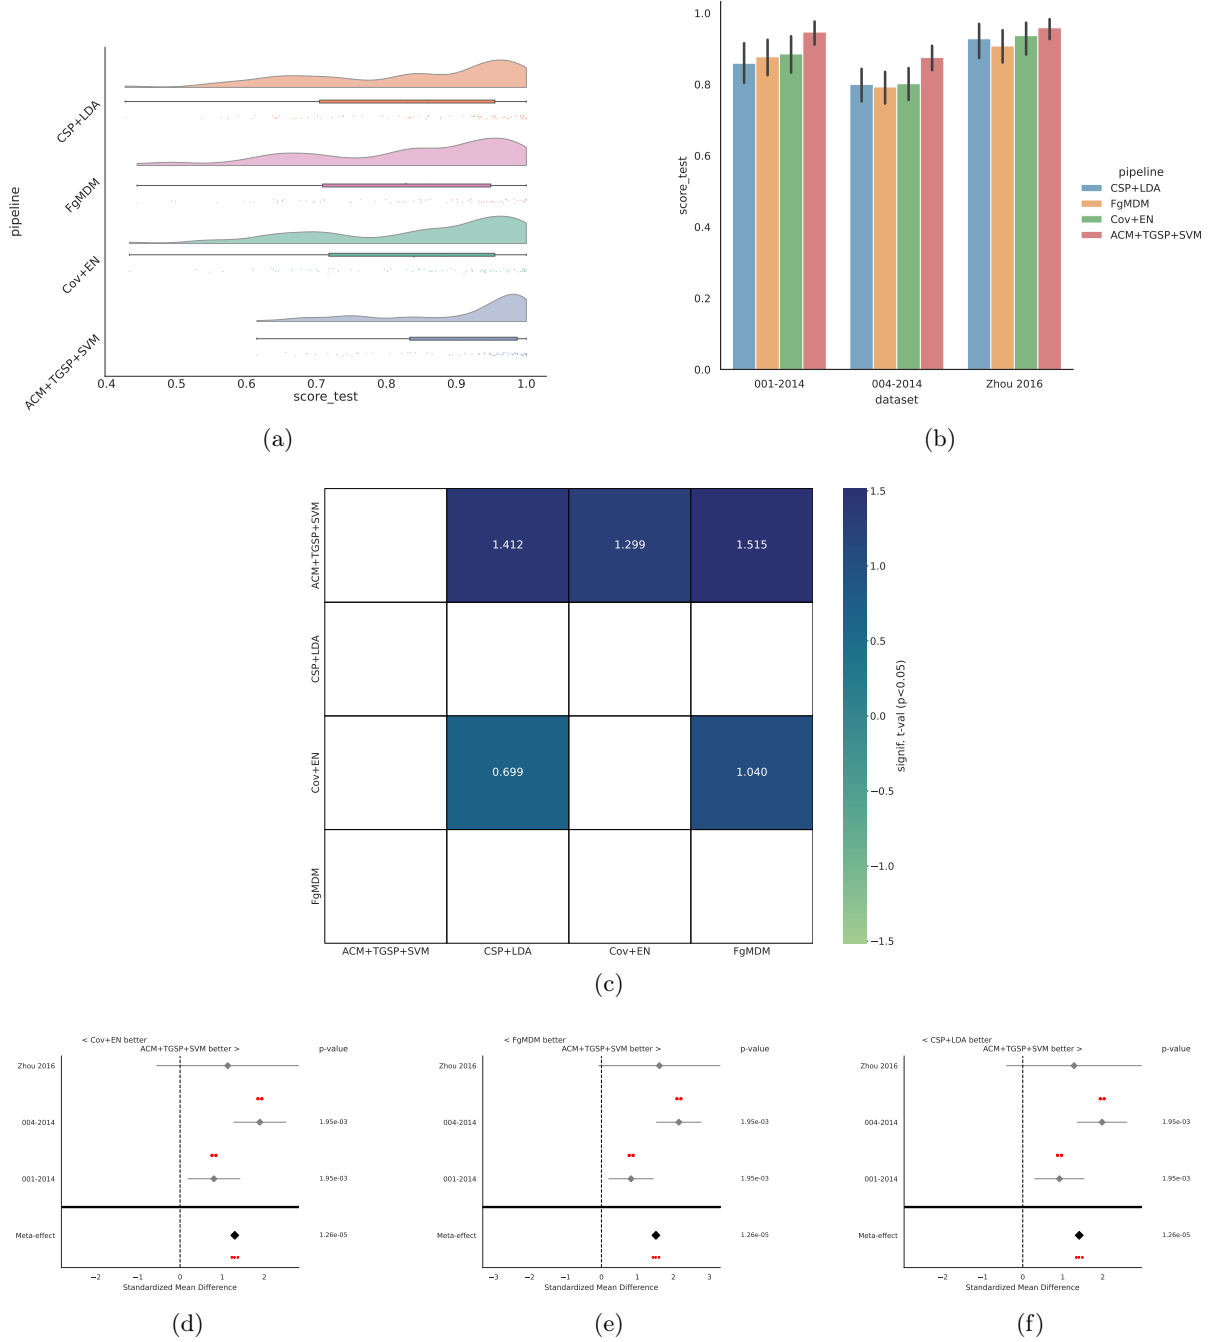 pipeline
CSP+LDA
FgMDM
Cov+EN
ACM+TGSP+SVM
0.4 0.5 0.6 0.7 0.8 0.9 1.0
score_test
(a)
score_test
1.0
0.8
0.6
0.4
0.2
0.0
001-2014 004-2014 Zhou 2016
dataset
pipeline
CSP+LDA
FgMDM
Cov+EN
ACM+TGSP+SVM
(b)
ACM+TGSP+SVM
CSP+LDA
Cov+EN
FgMDM
1.412 1.299 1.515
0.699 1.040
ACM+TGSP+SVM CSP+LDA Cov+EN FgMDM
1.5
1.0
0.5
0.0
−0.5
−1.0
−1.5
signif. t-val (p<0.05)
(c)
< Cov+EN better
ACM+TGSP+SVM better >
p-value
Zhou 2016
004-2014 1.95e-03
001-2014 1.95e-03
Meta-effect 1.26e-05
−2 −1 0 1 2
Standardized Mean Difference
(d)
< FgMDM better
ACM+TGSP+SVM better >
p-value
Zhou 2016
004-2014 1.95e-03
001-2014 1.95e-03
Meta-effect 1.26e-05
−3 −2 −1 0 1 2 3
Standardized Mean Difference
(e)
< CSP+LDA better
ACM+TGSP+SVM better >
p-value
Zhou 2016
004-2014 1.95e-03
001-2014 1.95e-03
Meta-effect 1.26e-05
−2 −1 0 1 2
Standardized Mean Difference
(f)